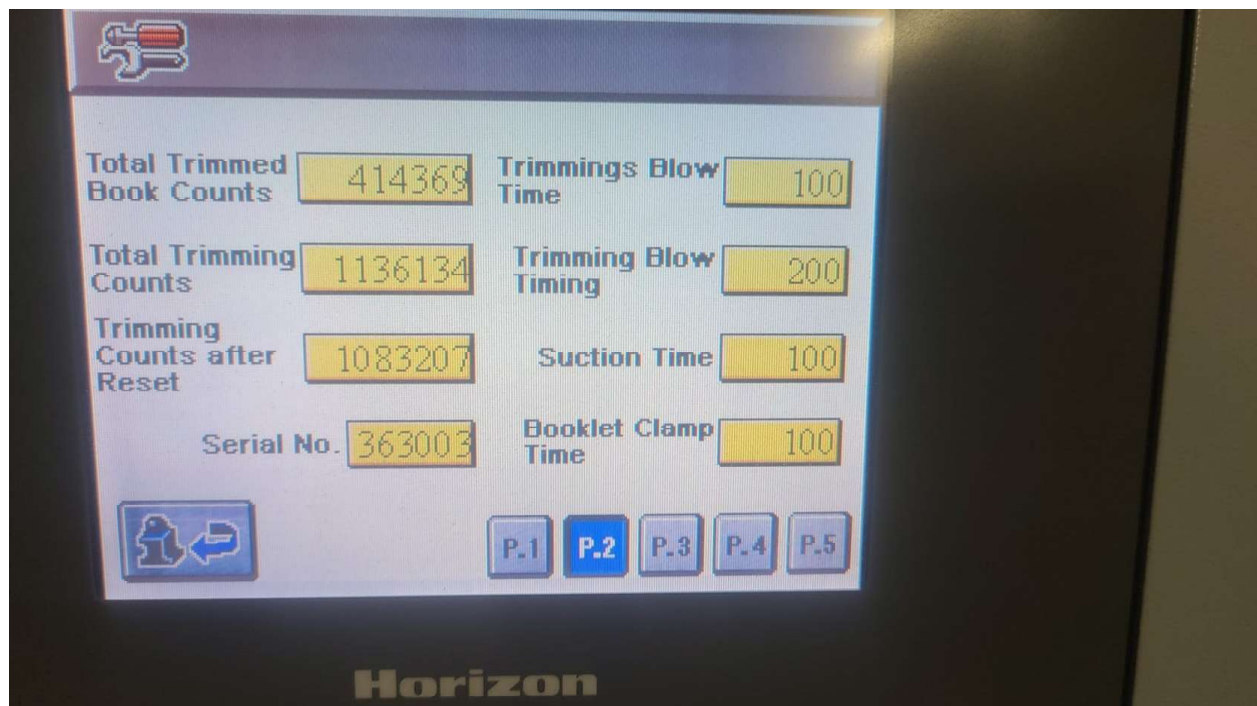 Total Trimmed
Book Counts
414369
Trimmings Blow
Time
100
Total Trimming
Counts
1136134
Trimming Blow
Timing
200
Trimming
Counts after
Reset
1083207
Suction Time
100
Serial No.
363003
Booklet Clamp
Time
100
P.1 P.2 P.3 P.4 P.5
Horizon